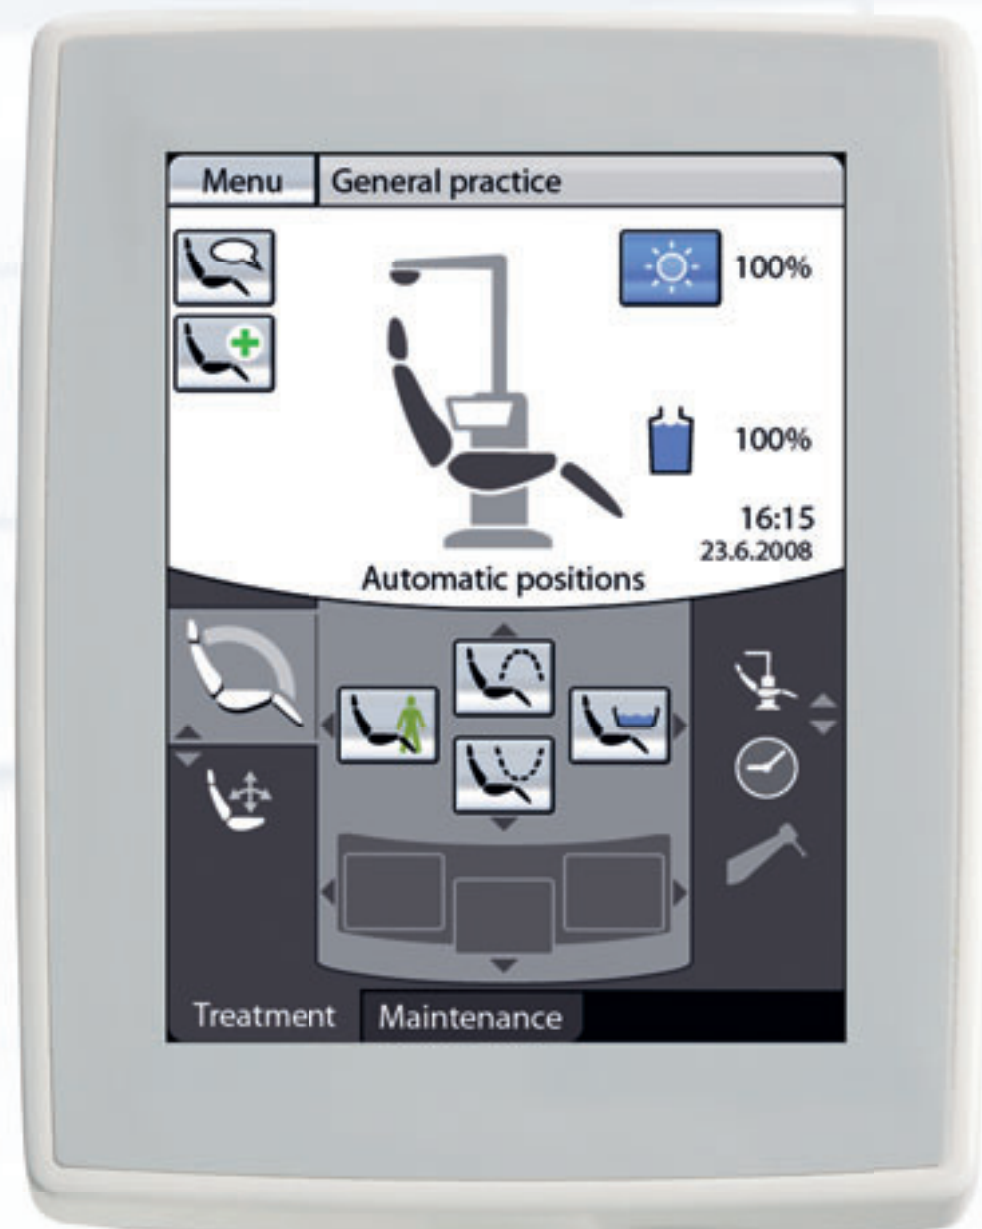 Menu
General practice
100%
100%
16:15
23.6.2008
Automatic positions
Treatment
Maintenance